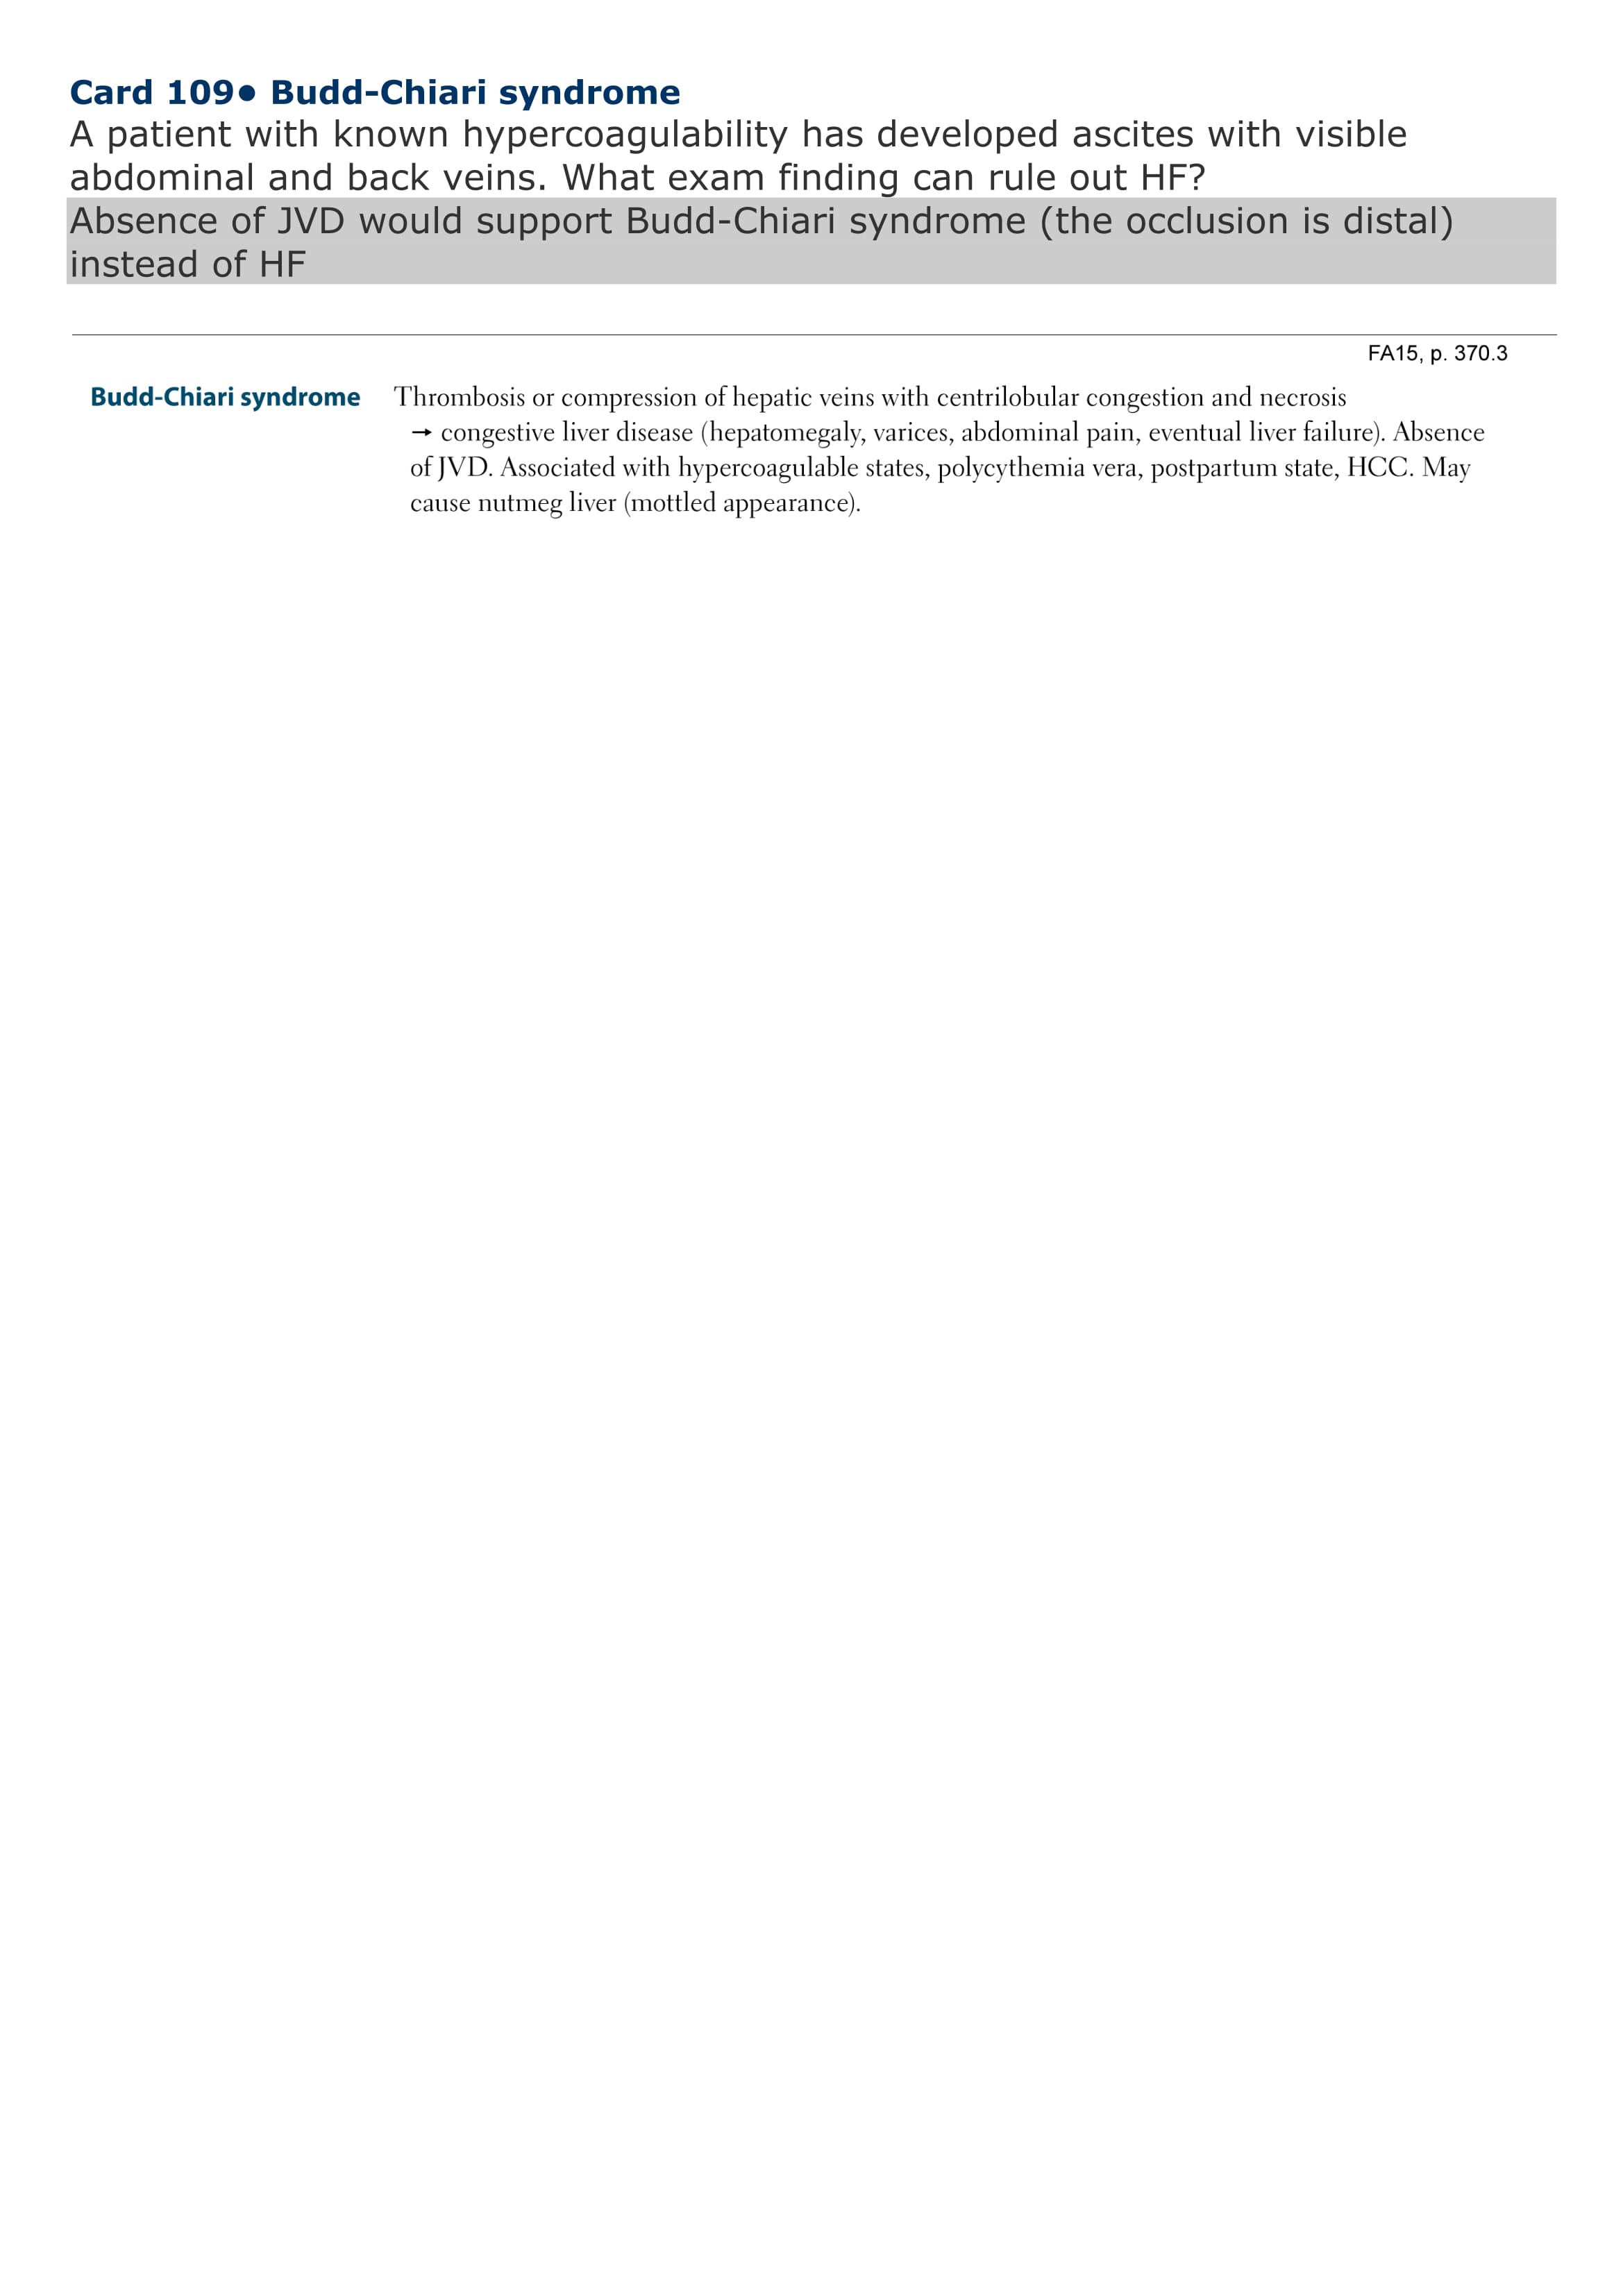 Card 109● Budd-Chiari syndrome
A patient with known hypercoagulability has developed ascites with visible
abdominal and back veins. What exam finding can rule out HF?
Absence of JVD would support Budd-Chiari syndrome (the occlusion is distal)
instead of HF
FA15, p. 370.3
Budd-Chiari syndrome Thrombosis or compression of hepatic veins with centrilobular congestion and necrosis
→ congestive liver disease (hepatomegaly, varices, abdominal pain, eventual liver failure). Absence
of JVD. Associated with hypercoagulable states, polycythemia vera, postpartum state, HCC. May
cause nutmeg liver (mottled appearance).